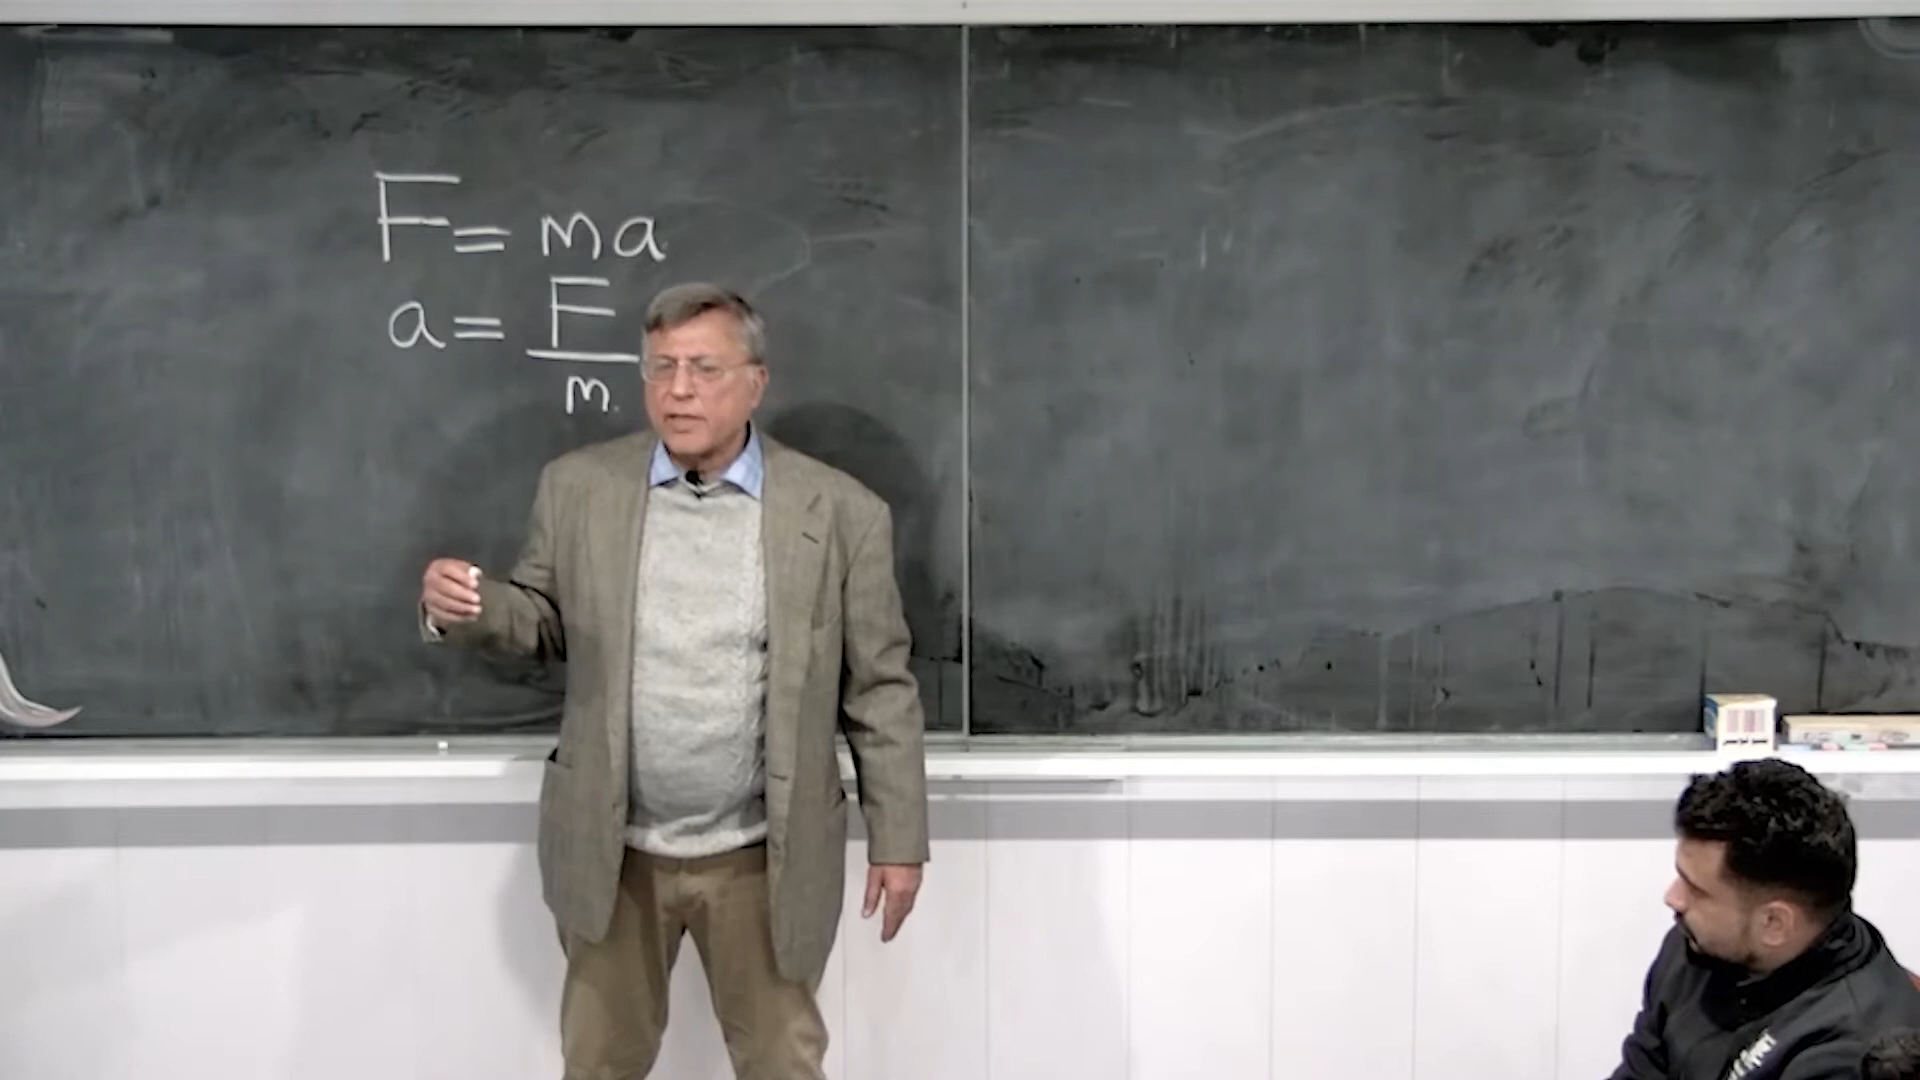 F = ma
a = F/m